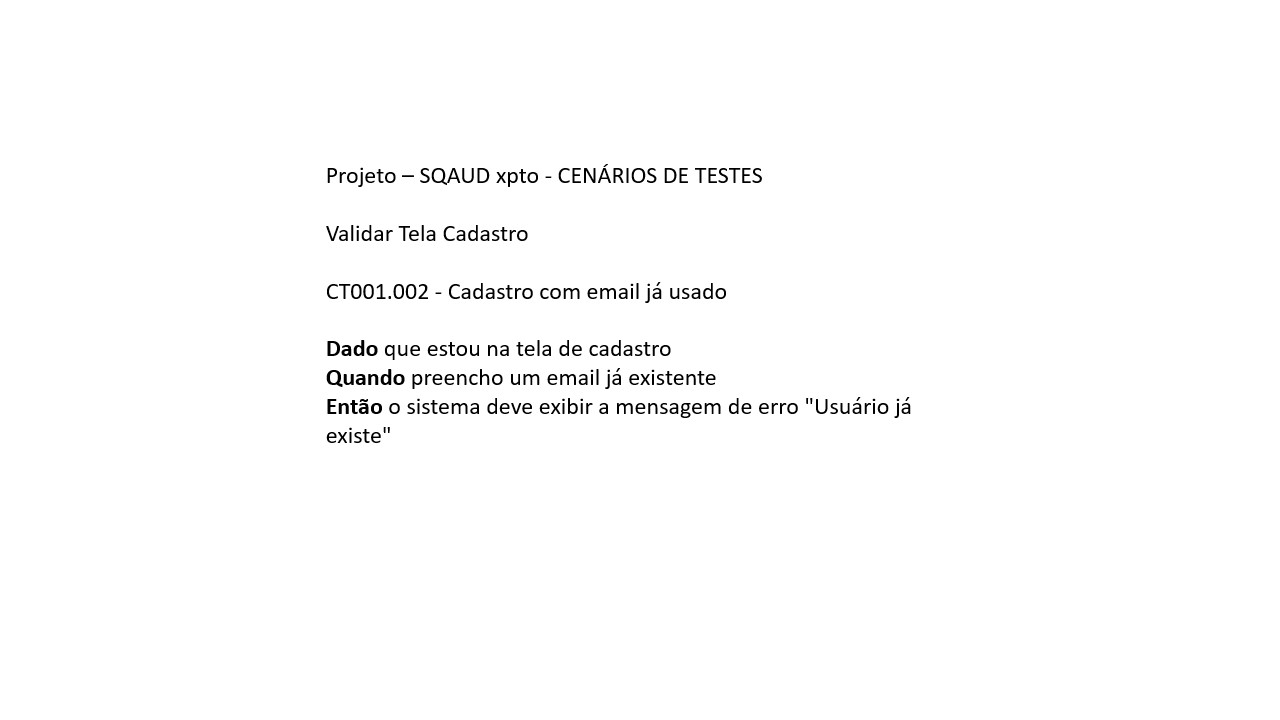 Projeto – SQAUD xpto - CENÁRIOS DE TESTES
Validar Tela Cadastro
CT001.002 - Cadastro com email já usado
Dado que estou na tela de cadastro
Quando preencho um email já existente
Então o sistema deve exibir a mensagem de erro "Usuário já
existe"